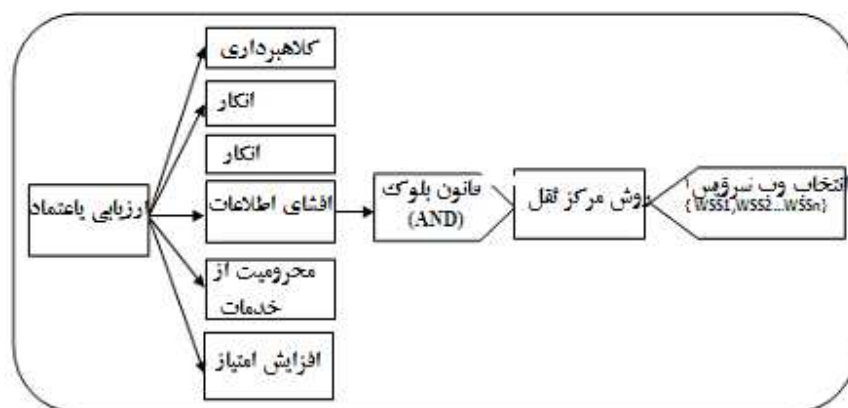 کلاهبرداری
انکار
انکار
افشای اطلاعات
محرومیت از
خدمات
افزایش امتیاز
ارزیابی یاعتماد
قانون بلوک
(AND)
روش مرکز ثقل
انتخاب وب سرویس
{ WSS1,WSS2...WSSn}